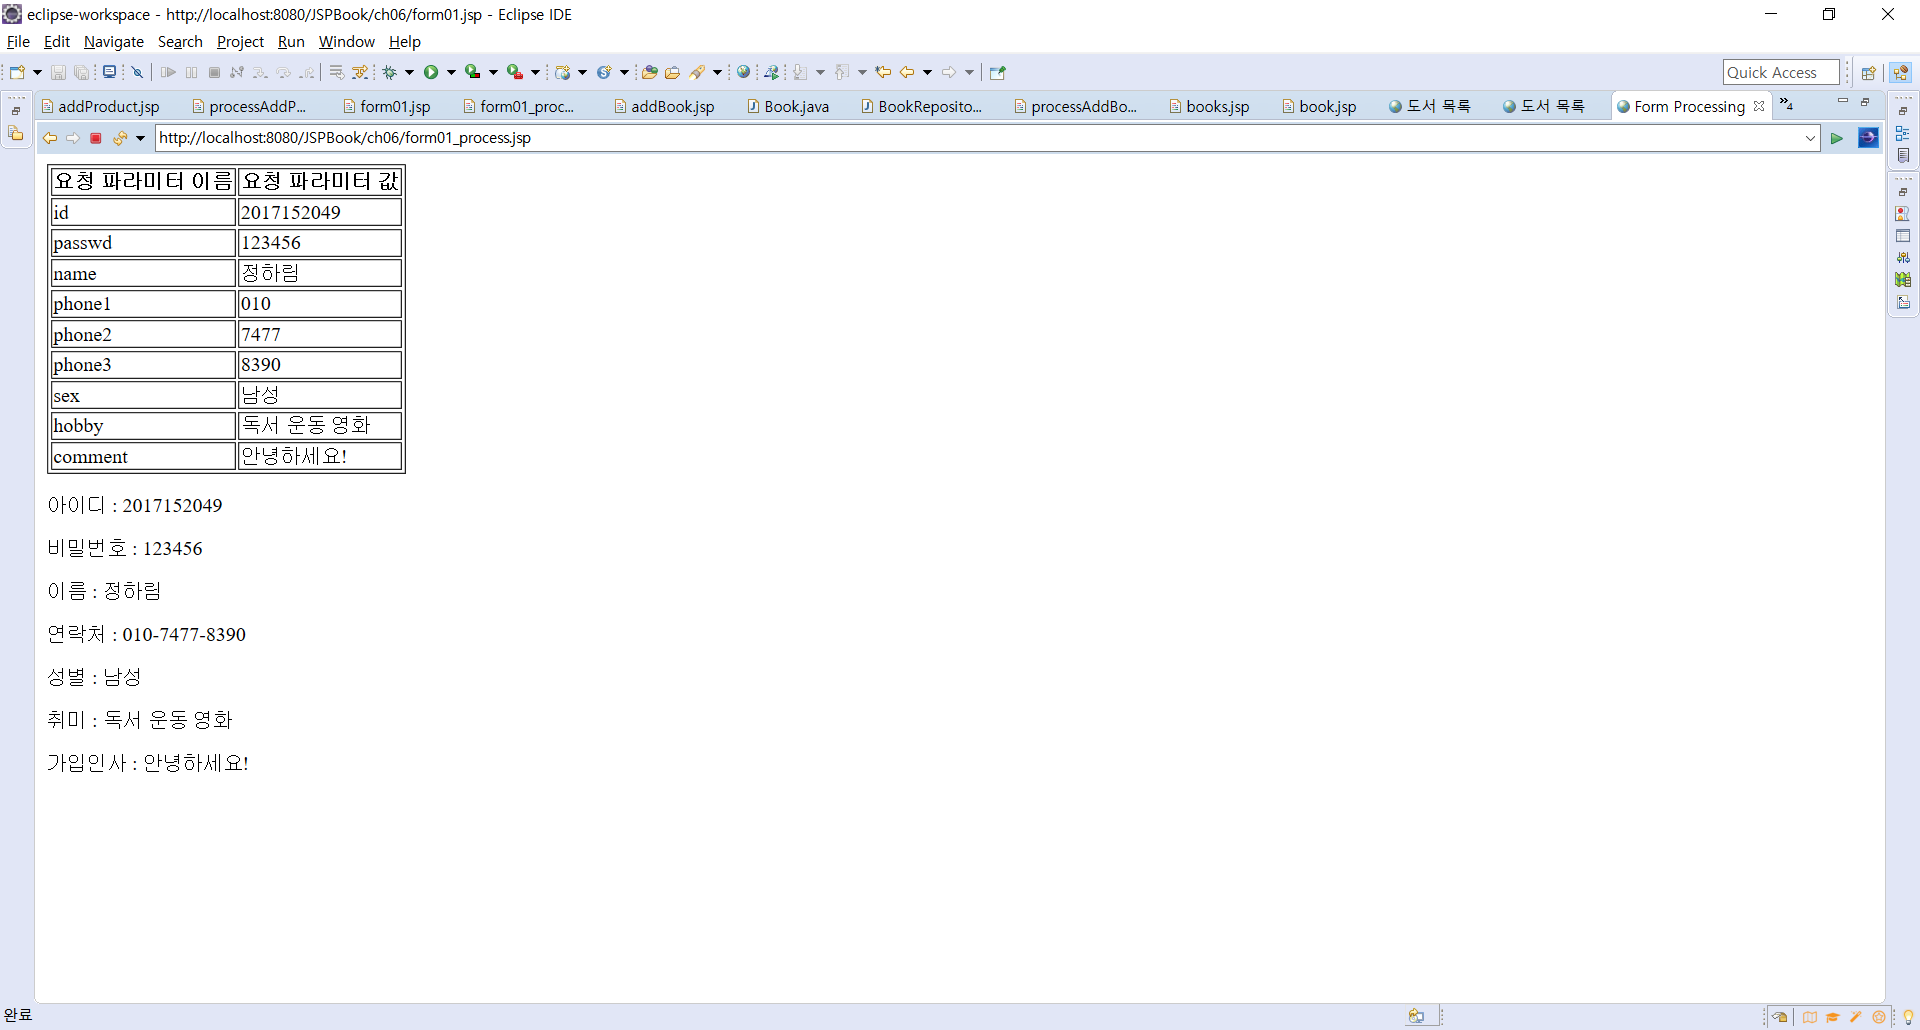 eclipse-workspace - http://localhost:8080/JSPBook/ch06/form01.jsp - Eclipse IDE
File Edit Navigate Search Project Run Window Help
Quick Access
addProduct.jsp processAddP... form01.jsp form01_proc... addBook.jsp Book.java BookReposito... processAddBo... books.jsp book.jsp 도서 목록 도서 목록 Form Processing »4
http://localhost:8080/JSPBook/ch06/form01_process.jsp
요청 파라미터 이름 요청 파라미터 값
id 2017152049
passwd 123456
name 정하림
phone1 010
phone2 7477
phone3 8390
sex 남성
hobby 독서 운동 영화
comment 안녕하세요!
아이디 : 2017152049
비밀번호 : 123456
이름 : 정하림
연락처 : 010-7477-8390
성별 : 남성
취미 : 독서 운동 영화
가입인사 : 안녕하세요!
완료